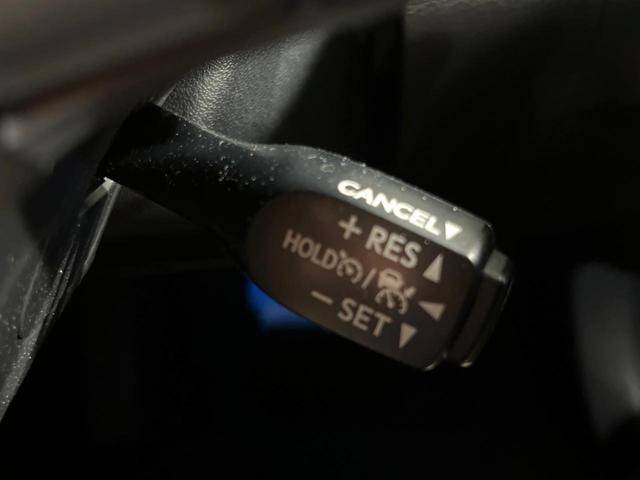 CANCEL▼
+ RES ▲
HOLD / ◀
− SET ▼